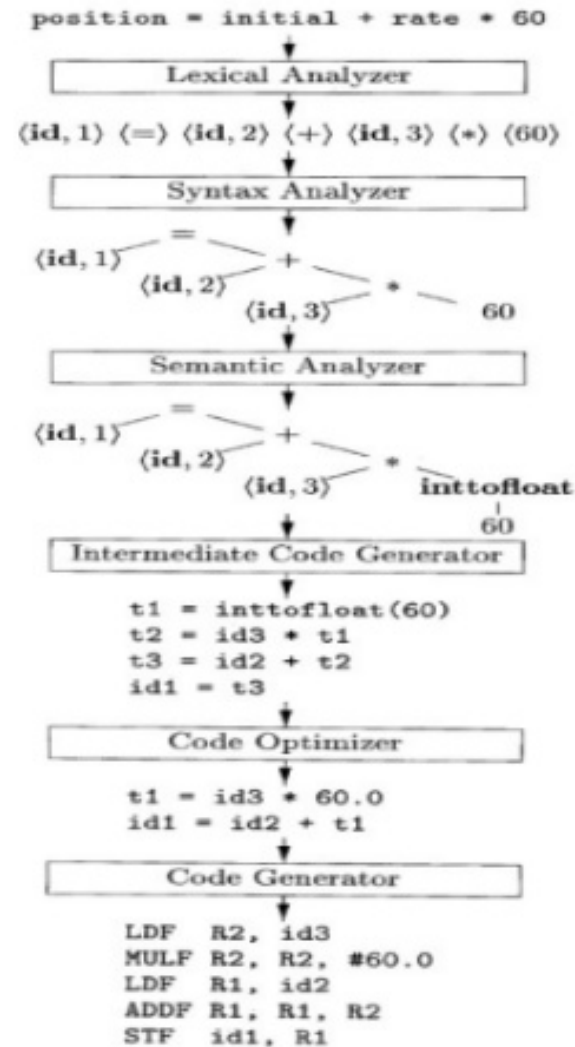 position = initial + rate * 60
Lexical Analyzer
⟨id, 1⟩ ⟨=⟩ ⟨id, 2⟩ ⟨+⟩ ⟨id, 3⟩ ⟨*⟩ ⟨60⟩
Syntax Analyzer
=
⟨id, 1⟩ +
⟨id, 2⟩ *
⟨id, 3⟩ 60
Semantic Analyzer
=
⟨id, 1⟩ +
⟨id, 2⟩ *
⟨id, 3⟩ inttofloat
60
Intermediate Code Generator
t1 = inttofloat(60)
t2 = id3 * t1
t3 = id2 + t2
id1 = t3
Code Optimizer
t1 = id3 * 60.0
id1 = id2 + t1
Code Generator
LDF R2, id3
MULF R2, R2, #60.0
LDF R1, id2
ADDF R1, R1, R2
STF id1, R1